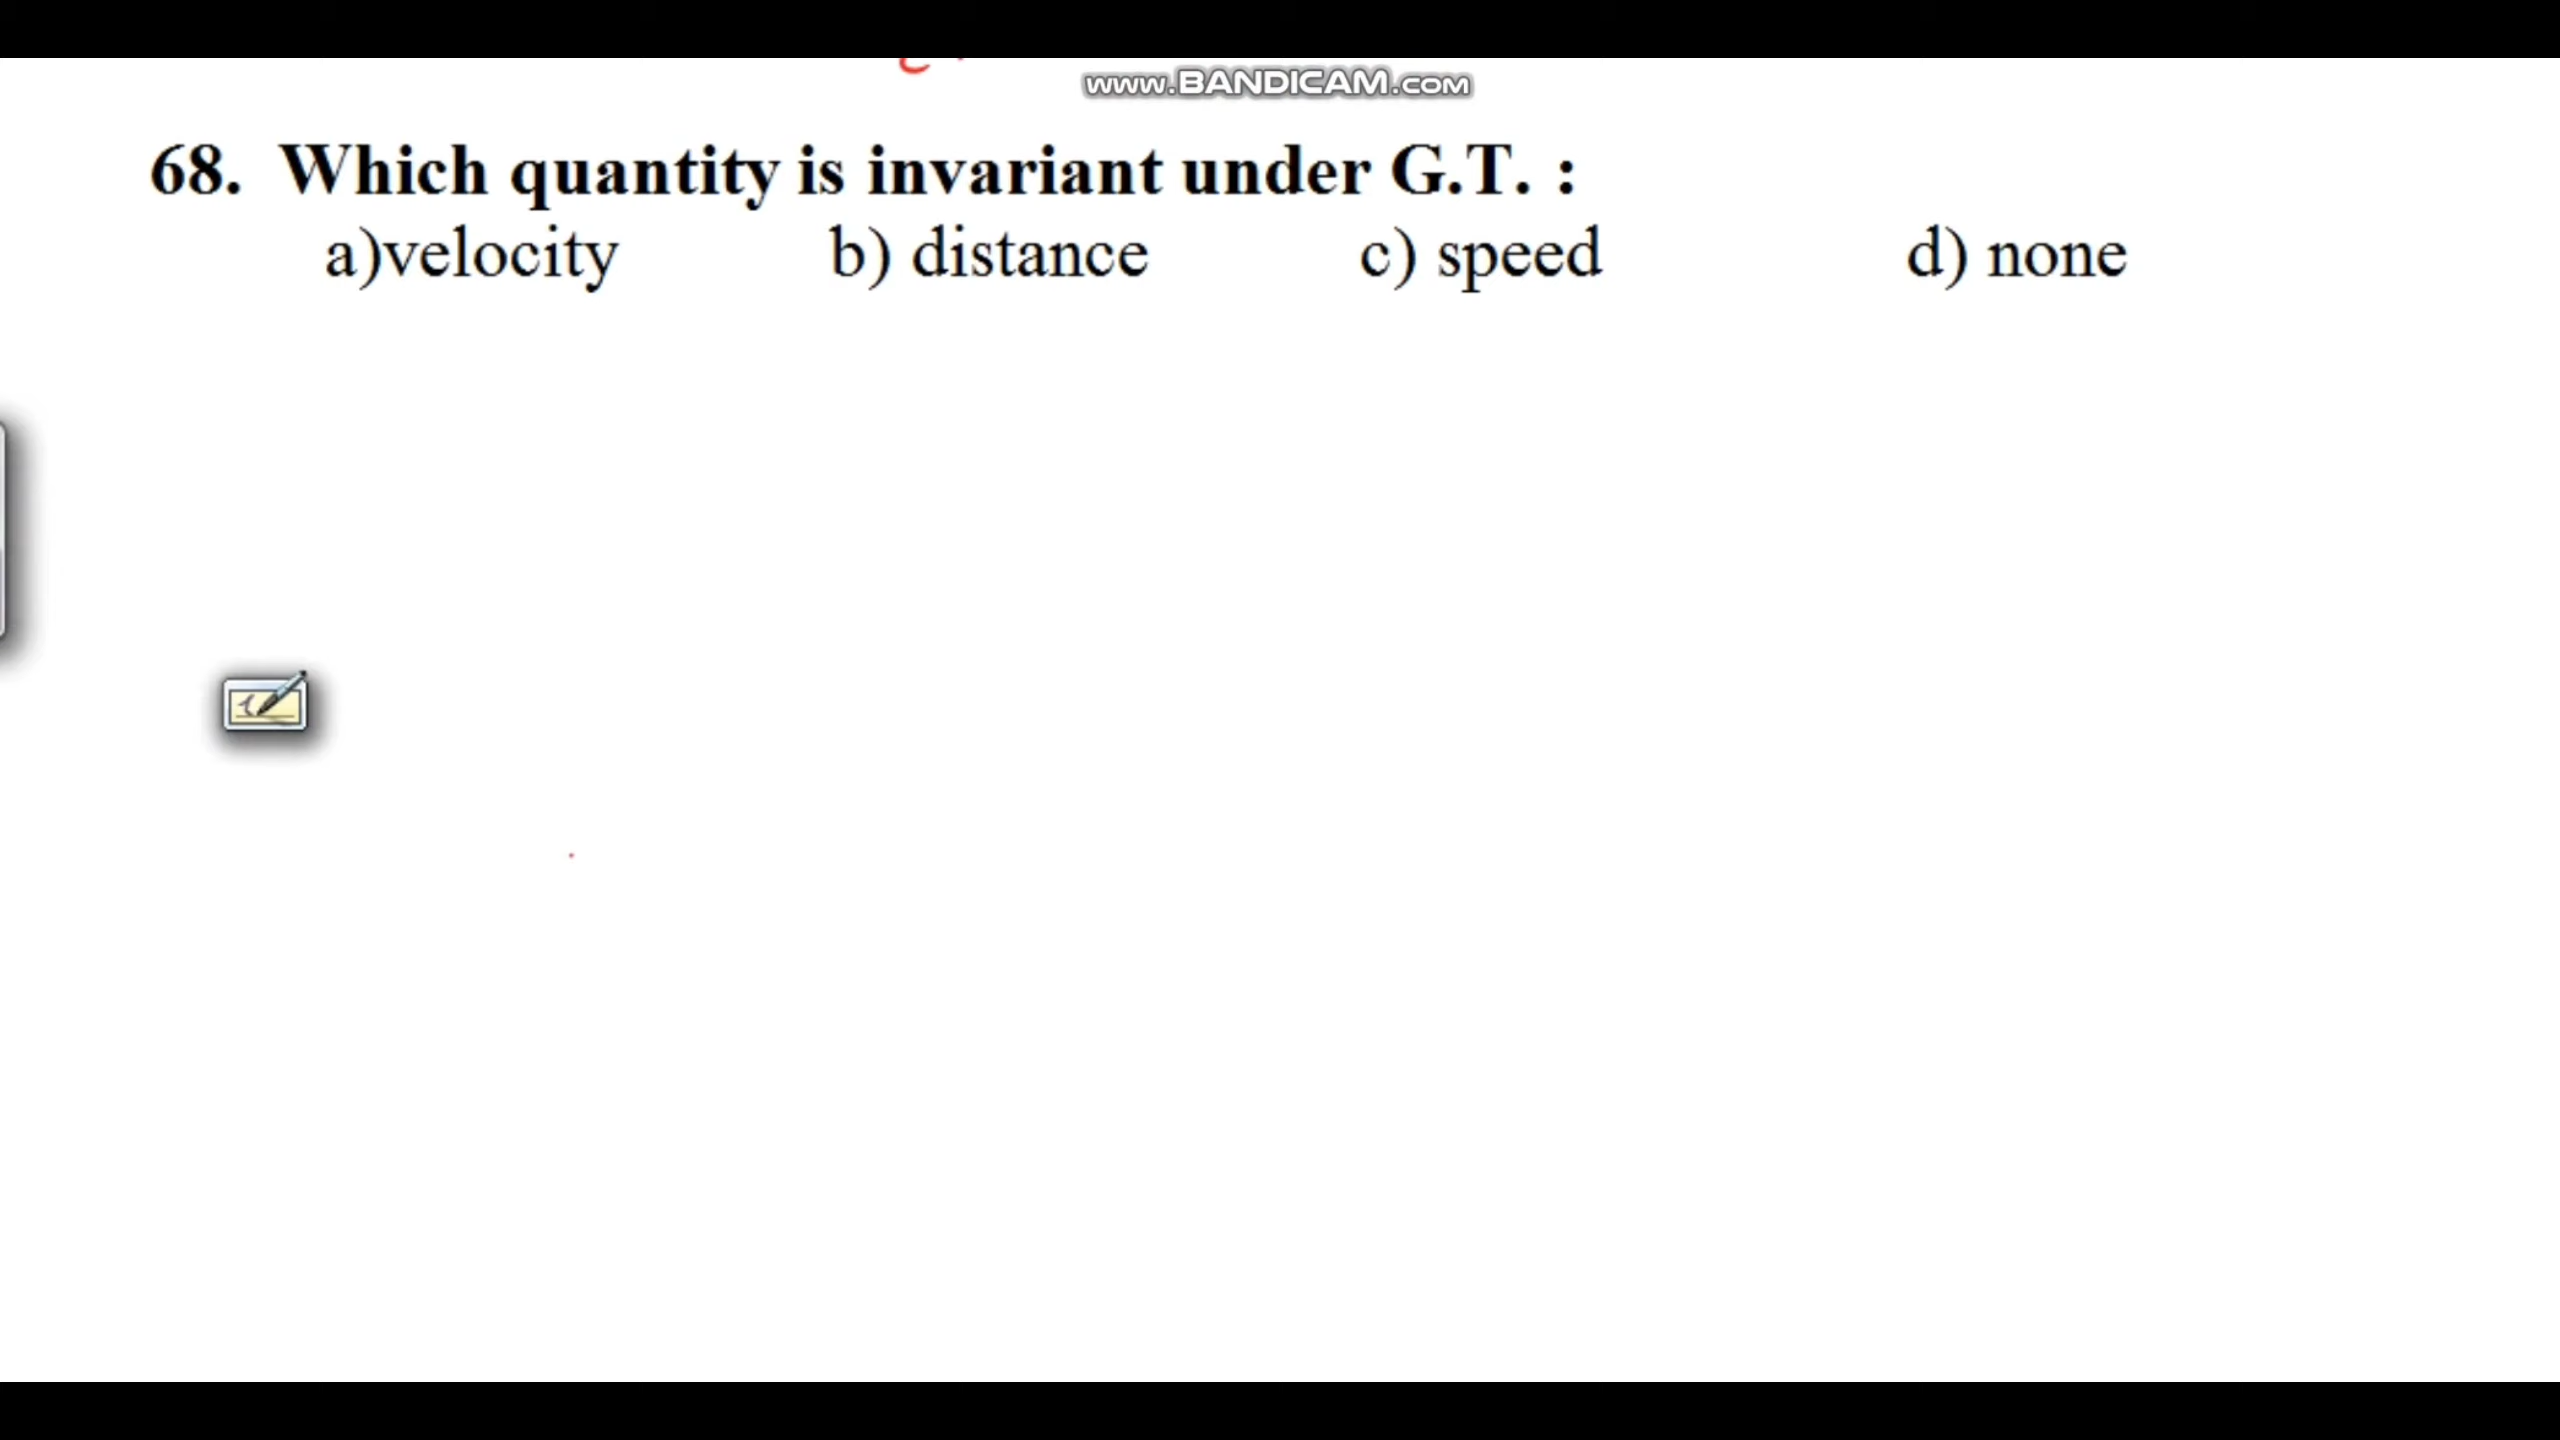 www.BANDICAM.com
68. Which quantity is invariant under G.T. :
a)velocity b) distance c) speed d) none